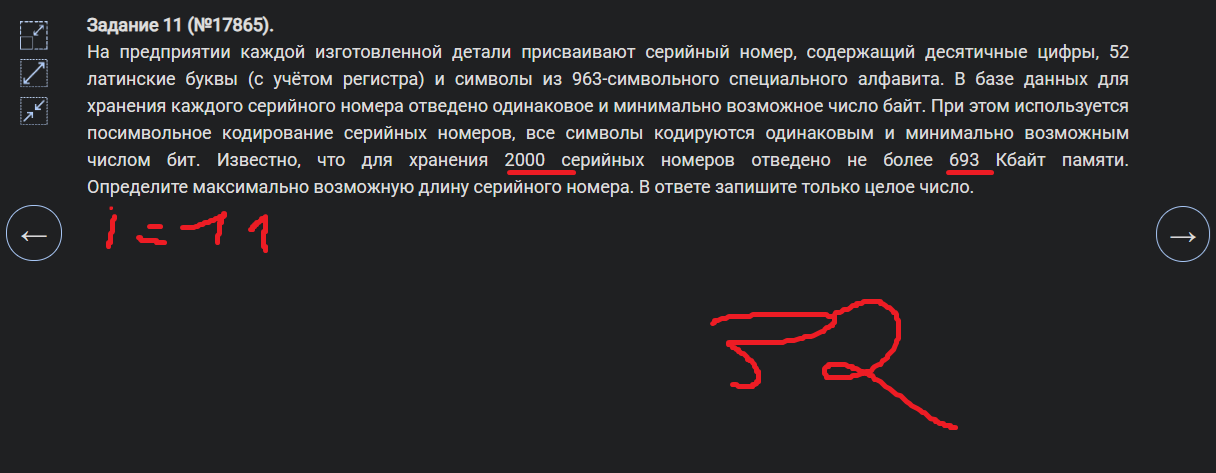 Задание 11 (№17865).
На предприятии каждой изготовленной детали присваивают серийный номер, содержащий десятичные цифры, 52
латинские буквы (с учётом регистра) и символы из 963-символьного специального алфавита. В базе данных для
хранения каждого серийного номера отведено одинаковое и минимально возможное число байт. При этом используется
посимвольное кодирование серийных номеров, все символы кодируются одинаковым и минимально возможным
числом бит. Известно, что для хранения 2000 серийных номеров отведено не более 693 Кбайт памяти.
Определите максимально возможную длину серийного номера. В ответе запишите только целое число.
i = 11
52